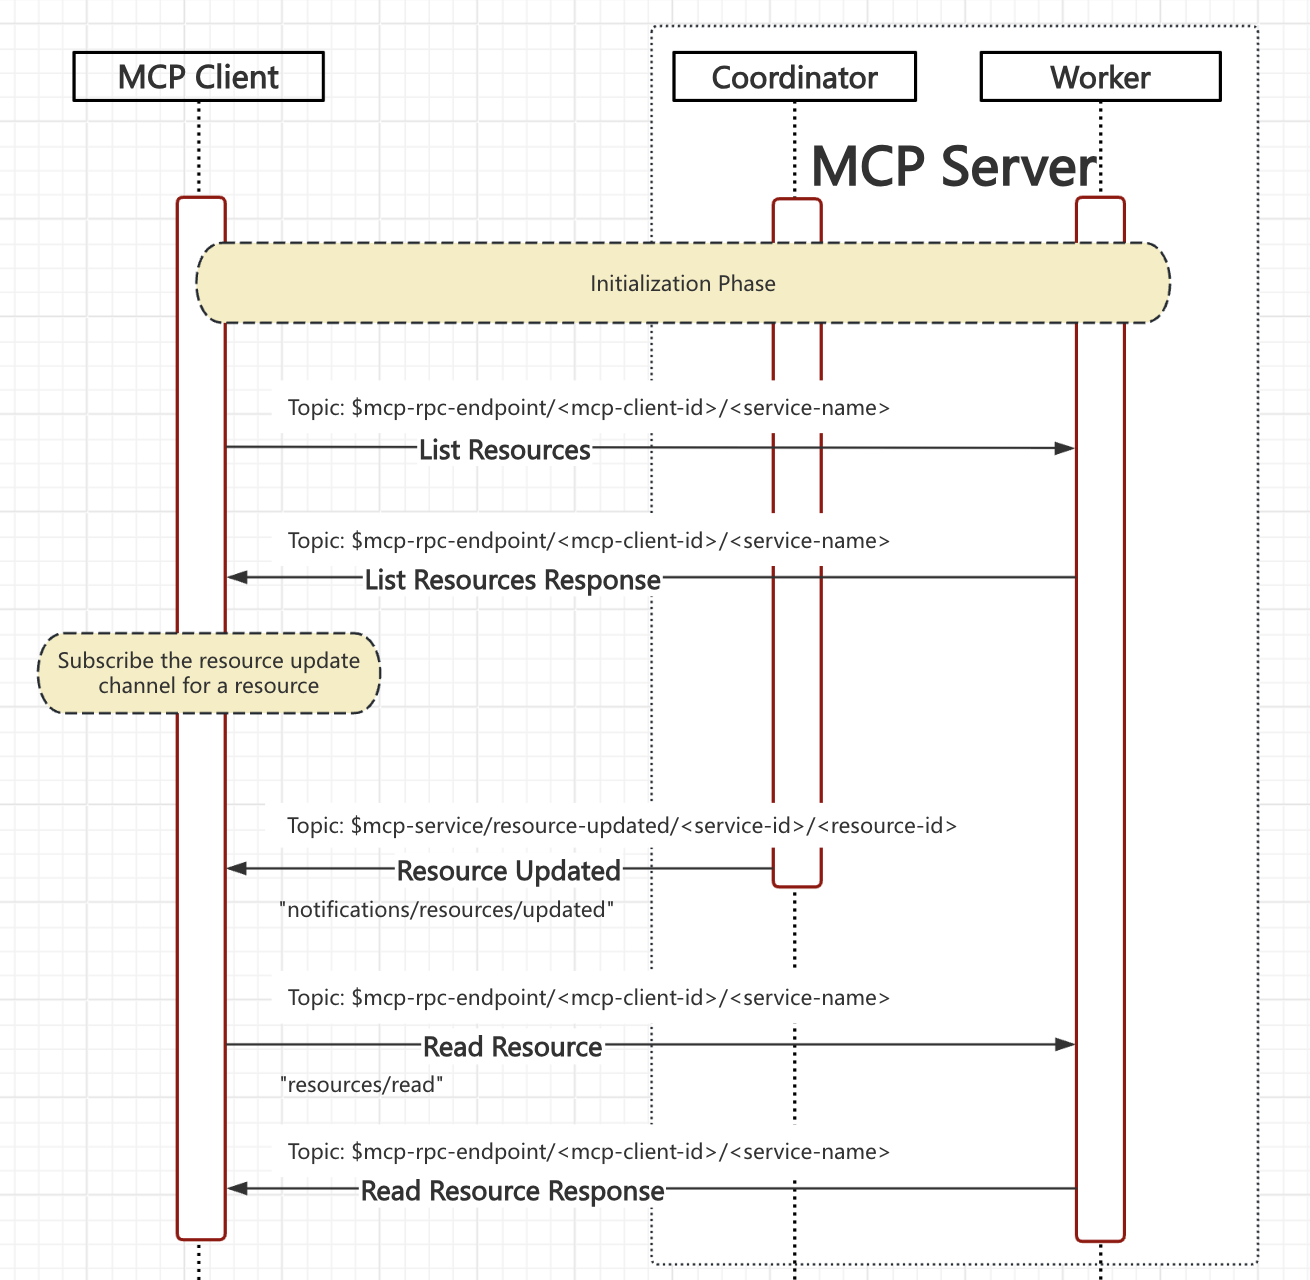 MCP Client
Coordinator
Worker
MCP Server
Initialization Phase
Topic: $mcp-rpc-endpoint/<mcp-client-id>/<service-name>
List Resources
Topic: $mcp-rpc-endpoint/<mcp-client-id>/<service-name>
List Resources Response
Subscribe the resource update
channel for a resource
Topic: $mcp-service/resource-updated/<service-id>/<resource-id>
Resource Updated
"notifications/resources/updated"
Topic: $mcp-rpc-endpoint/<mcp-client-id>/<service-name>
Read Resource
"resources/read"
Topic: $mcp-rpc-endpoint/<mcp-client-id>/<service-name>
Read Resource Response